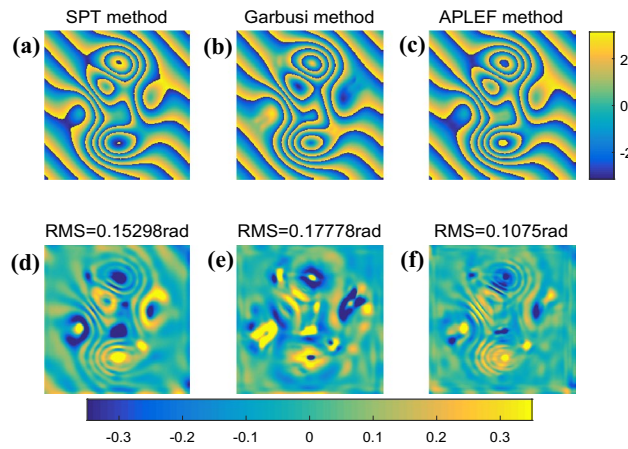 SPT method
Garbusi method
APLEF method
(a)
(b)
(c)
2
0
-2
RMS=0.15298rad
RMS=0.17778rad
RMS=0.1075rad
(d)
(e)
(f)
-0.3 -0.2 -0.1 0 0.1 0.2 0.3